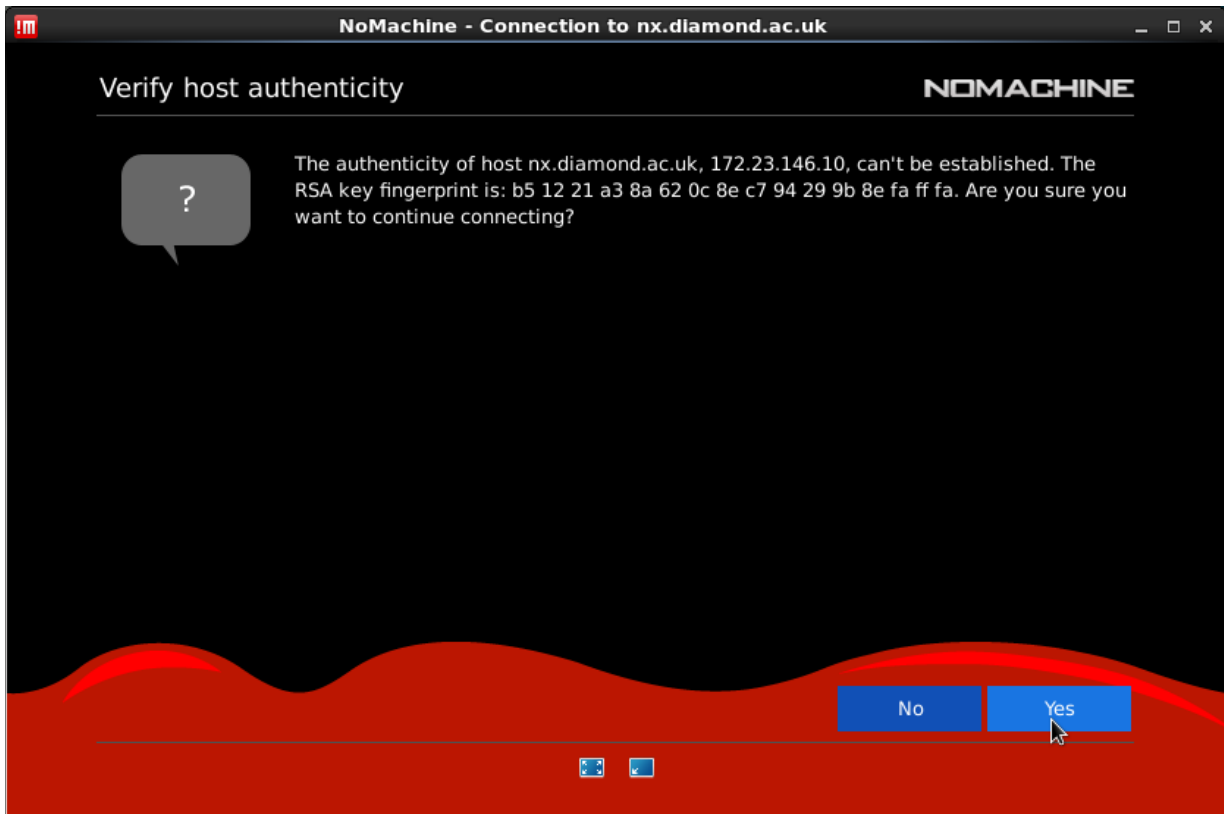 !M
NoMachine - Connection to nx.diamond.ac.uk
Verify host authenticity
NOMACHINE
?
The authenticity of host nx.diamond.ac.uk, 172.23.146.10, can't be established. The
RSA key fingerprint is: b5 12 21 a3 8a 62 0c 8e c7 94 29 9b 8e fa ff fa. Are you sure you
want to continue connecting?
No
Yes